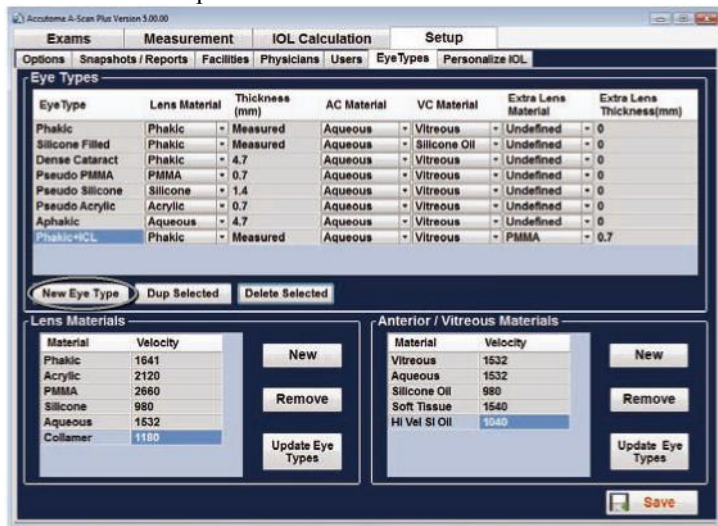 Accutome A-Scan Plus Version 5.00.00
Exams Measurement IOL Calculation Setup
Options Snapshots / Reports Facilities Physicians Users Eye Types Personalize IOL
Eye Types
Eye Type Lens Material Thickness (mm) AC Material VC Material Extra Lens Material Extra Lens Thickness(mm)
Phakic Phakic Measured Aqueous Vitreous Undefined 0
Silicone Filled Phakic Measured Aqueous Silicone Oil Undefined 0
Dense Cataract Phakic 4.7 Aqueous Vitreous Undefined 0
Pseudo PMMA PMMA 0.7 Aqueous Vitreous Undefined 0
Pseudo Silicone Silicone 1.4 Aqueous Vitreous Undefined 0
Pseudo Acrylic Acrylic 0.7 Aqueous Vitreous Undefined 0
Aphakic Aqueous 4.7 Aqueous Vitreous Undefined 0
Phakic+ICL Phakic Measured Aqueous Vitreous PMMA 0.7
New Eye Type Dup Selected Delete Selected
Lens Materials
Material Velocity
Phakic 1641
Acrylic 2120
PMMA 2660
Silicone 980
Aqueous 1532
Collamer 1180
New
Remove
Update Eye Types
Anterior / Vitreous Materials
Material Velocity
Vitreous 1532
Aqueous 1532
Silicone Oil 980
Soft Tissue 1540
Hi Vel SI Oil 1040
New
Remove
Update Eye Types
Save